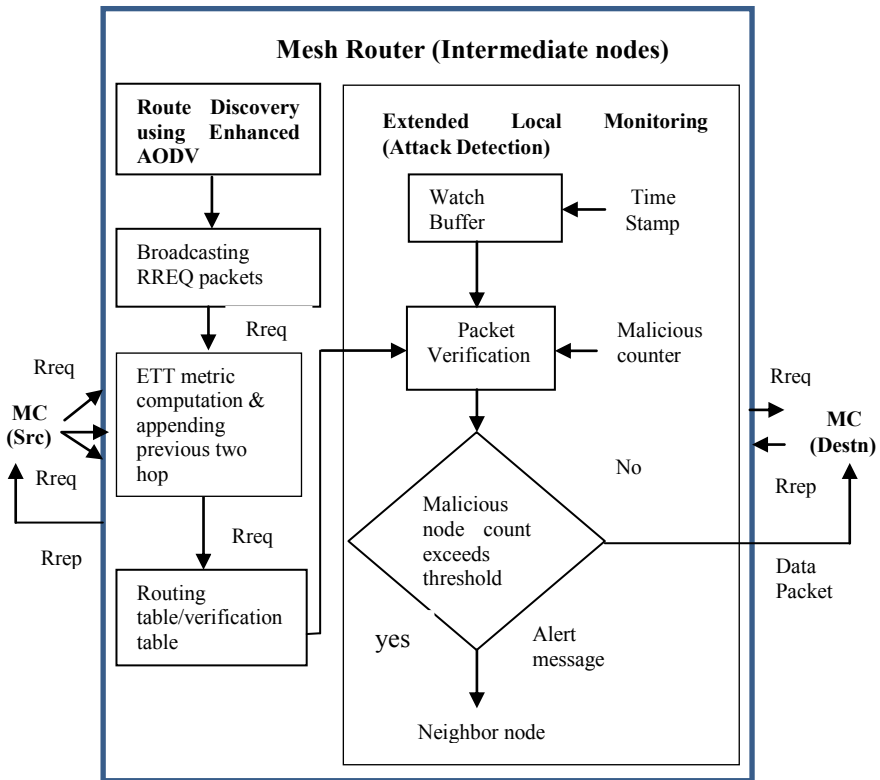 Mesh Router (Intermediate nodes)
Route Discovery
using Enhanced
AODV
Extended Local Monitoring
(Attack Detection)
Watch
Buffer
Time
Stamp
Broadcasting
RREQ packets
Rreq
Packet
Verification
Malicious
counter
Rreq
MC
(Src)
Rreq
Rrep
ETT metric
computation &
appending
previous two
hop
Rreq
Routing
table/verification
table
Malicious
node count
exceeds
threshold
No
yes
Alert
message
Neighbor node
Rreq
MC
(Destn)
Rrep
Data
Packet